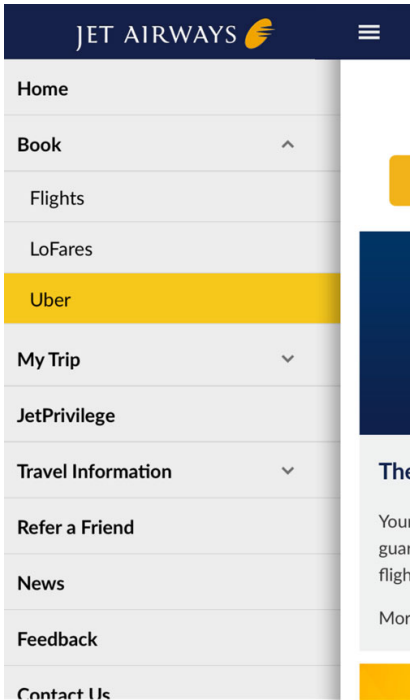 JET AIRWAYS
Home
Book
Flights
LoFares
Uber
My Trip
JetPrivilege
Travel Information
Refer a Friend
News
Feedback
Contact Us
The
Your
fligh
Mor